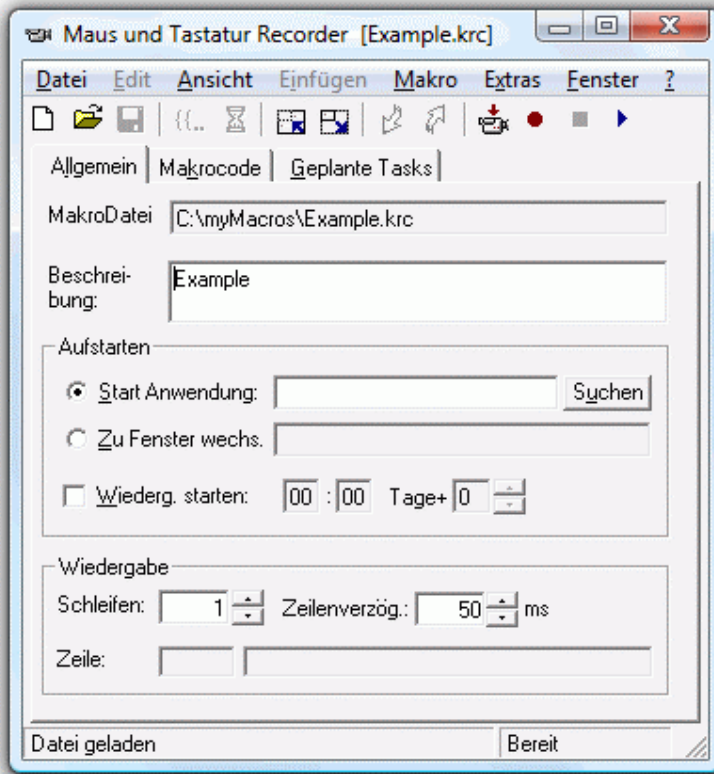 Maus und Tastatur Recorder [Example.krc]
Datei Edit Ansicht Einfügen Makro Extras Fenster ?
Allgemein Makrocode Geplante Tasks
MakroDatei C:\myMacros\Example.krc
Beschrei-
bung:
Example
Aufstarten
Start Anwendung: Suchen
Zu Fenster wechs.
Wiederg. starten: 00 : 00 Tage+ 0
Wiedergabe
Schleifen: 1 Zeilenverzög.: 50 ms
Zeile:
Datei geladen Bereit